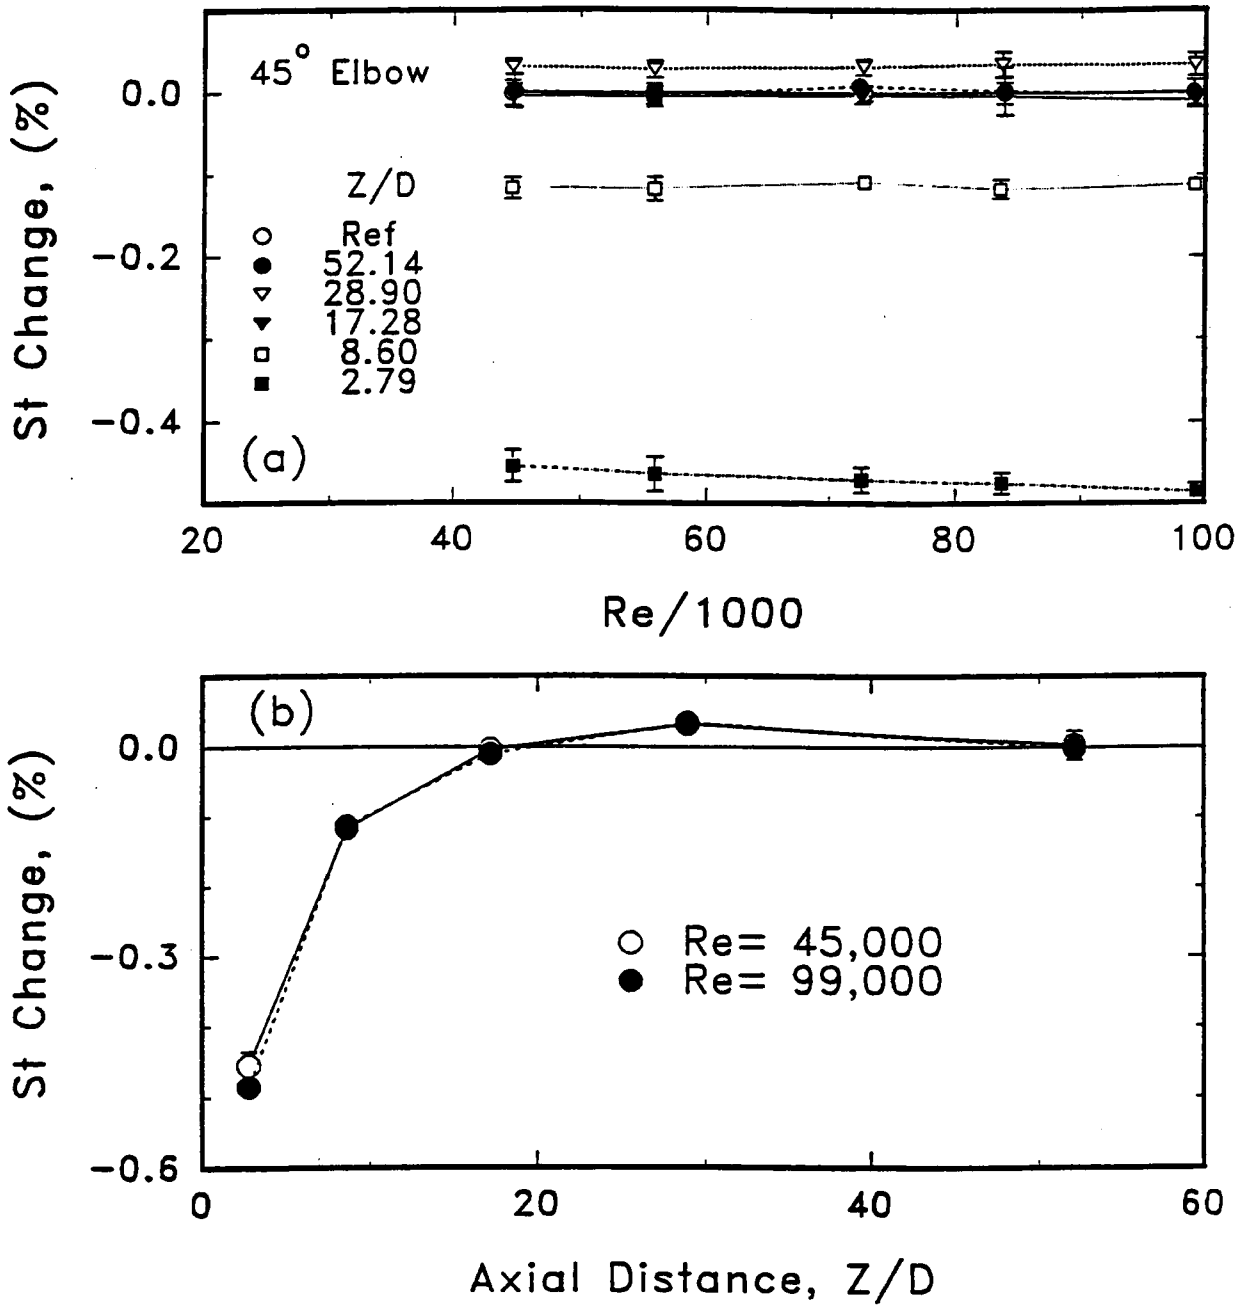 45° Elbow
St Change, (%)
0.0
-0.2
-0.4
Z/D
Ref
52.14
28.90
17.28
8.60
2.79
(a)
20 40 60 80 100
Re/1000
(b)
St Change, (%)
0.0
-0.3
-0.6
Re= 45,000
Re= 99,000
0 20 40 60
Axial Distance, Z/D